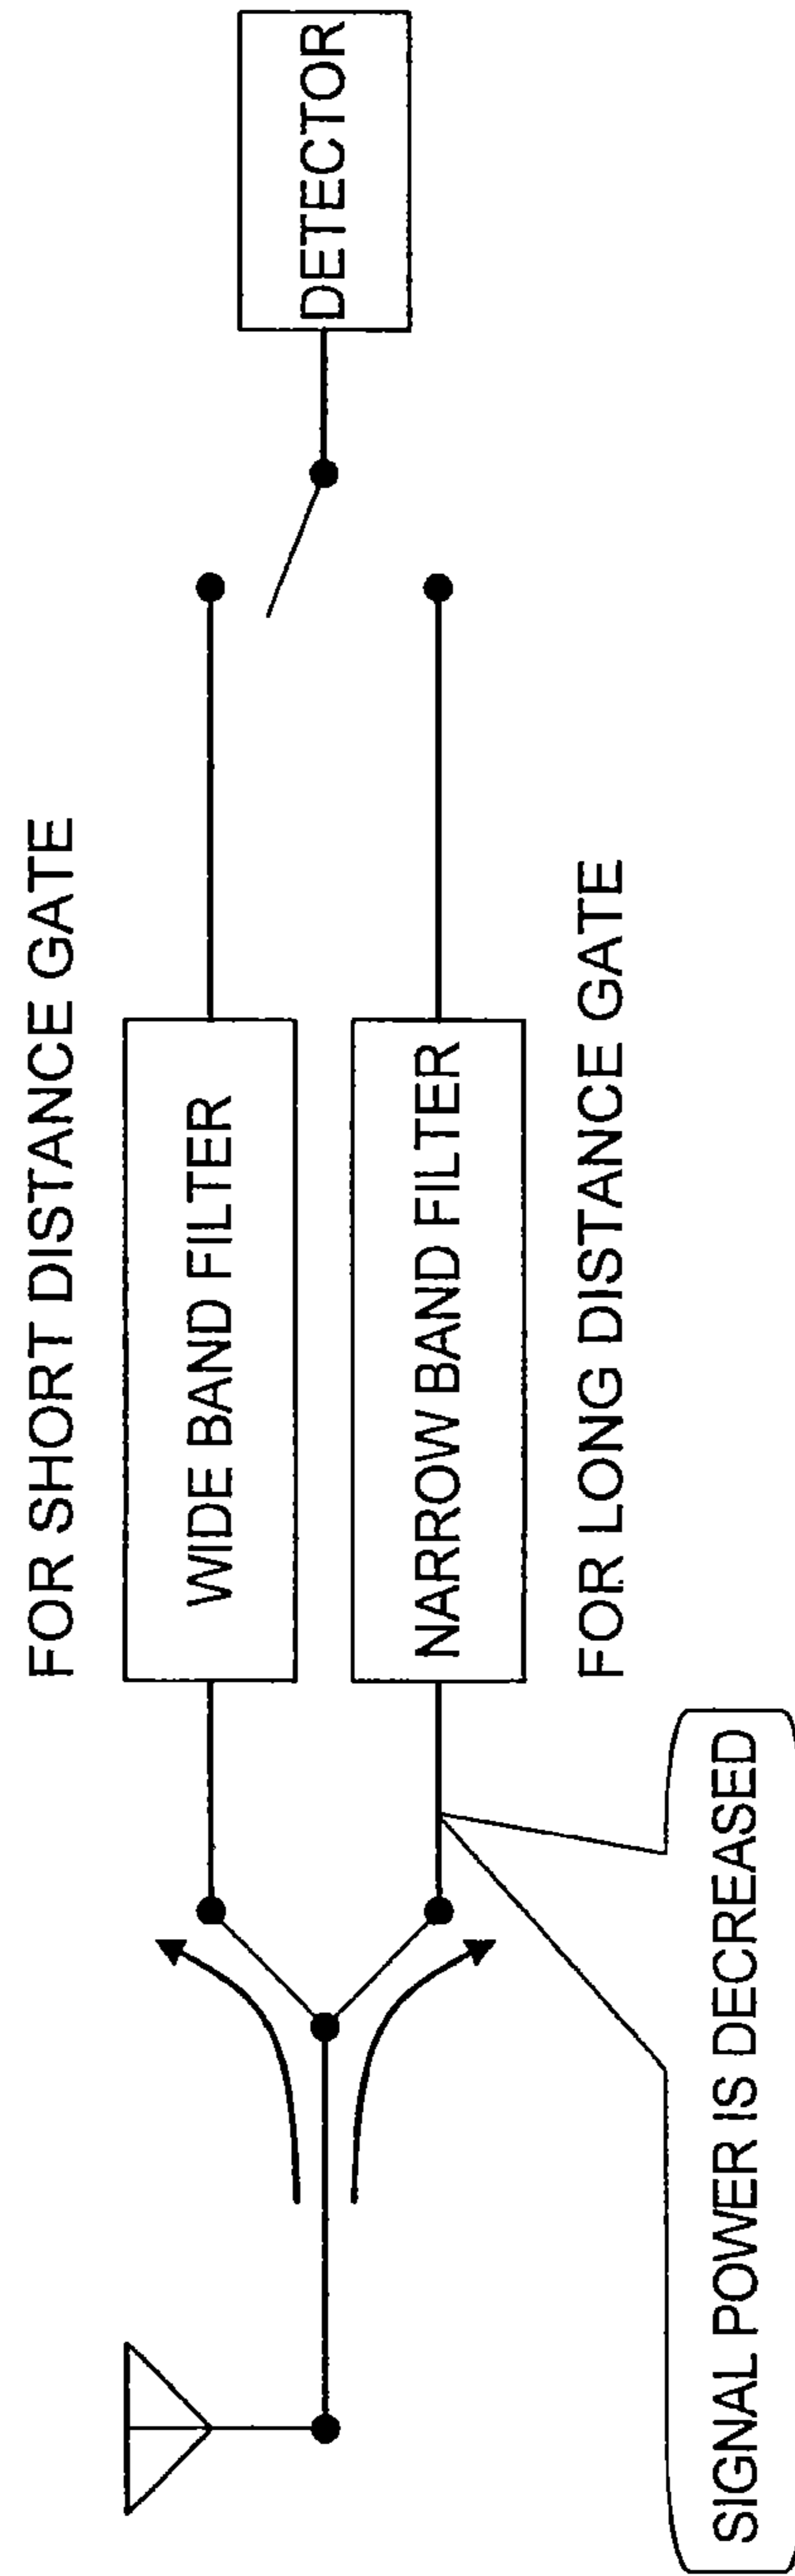 FOR SHORT DISTANCE GATE
WIDE BAND FILTER
DETECTOR
NARROW BAND FILTER
FOR LONG DISTANCE GATE
SIGNAL POWER IS DECREASED